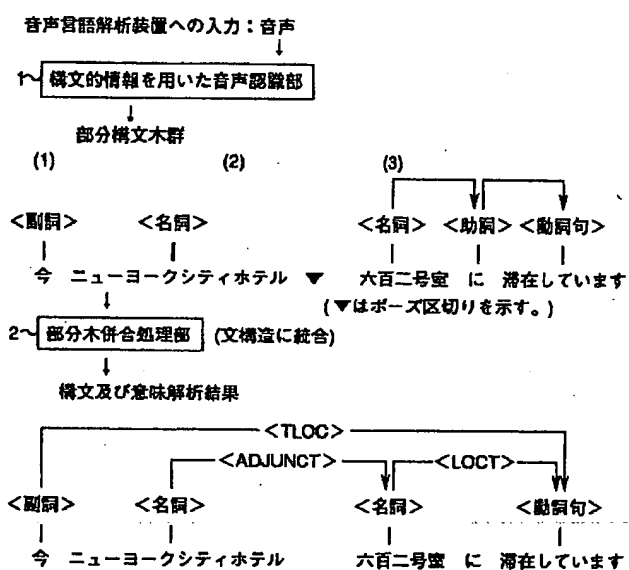 音声言語解析装置への入力：音声
1 構文的情報を用いた音声認識部
部分構文木群
(1) (2) (3)
<副詞> <名詞> <名詞> <助詞> <動詞句>
今 ニューヨークシティホテル ▼ 六百二号室 に 滞在しています
(▼はポーズ区切りを示す。)
2 部分木併合処理部 (文構造に統合)
構文及び意味解析結果
<TLOC>
<ADJUNCT> <LOCT>
<副詞> <名詞> <名詞> <動詞句>
今 ニューヨークシティホテル 六百二号室 に 滞在しています